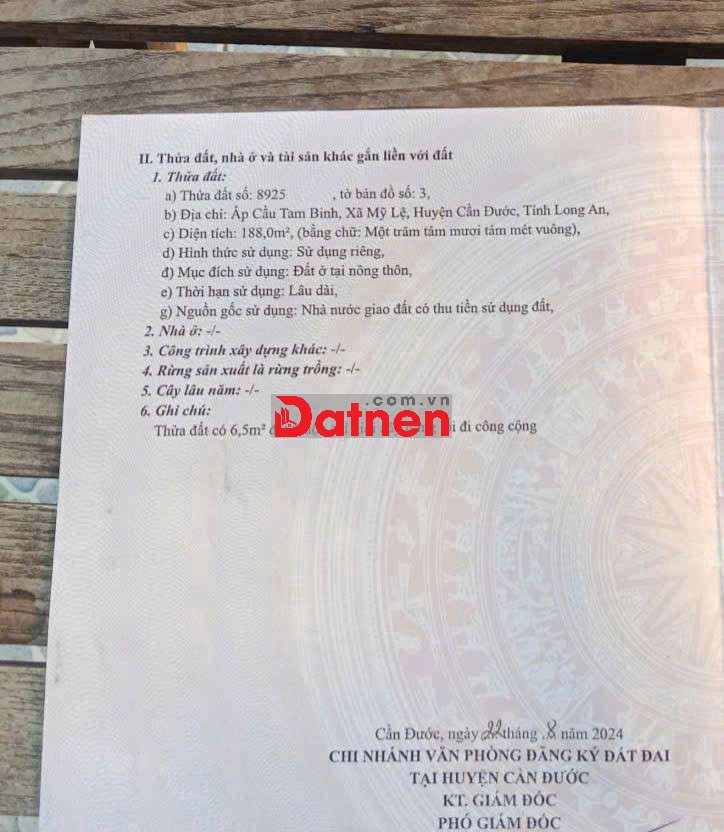 II. Thửa đất, nhà ở và tài sản khác gắn liền với đất
1. Thửa đất:
a) Thửa đất số: 8925 , tờ bản đồ số: 3,
b) Địa chỉ: Ấp Cầu Tam Binh, Xã Mỹ Lệ, Huyện Cần Đước, Tỉnh Long An,
c) Diện tích: 188,0m², (bằng chữ: Một trăm tám mươi tám mét vuông),
d) Hình thức sử dụng: Sử dụng riêng,
đ) Mục đích sử dụng: Đất ở tại nông thôn,
e) Thời hạn sử dụng: Lâu dài,
g) Nguồn gốc sử dụng: Nhà nước giao đất có thu tiền sử dụng đất,
2. Nhà ở: -/-
3. Công trình xây dựng khác: -/-
4. Rừng sản xuất là rừng trồng: -/-
5. Cây lâu năm: -/-
.com.vn
6. Ghi chú:
Datnen
Thửa đất có 6,5m² đi công cộng
Cần Đước, ngày 22 tháng 8 năm 2024
CHI NHÁNH VĂN PHÒNG ĐĂNG KÝ ĐẤT ĐAI
TẠI HUYỆN CẦN ĐƯỚC
KT. GIÁM ĐỐC
PHÓ GIÁM ĐỐC